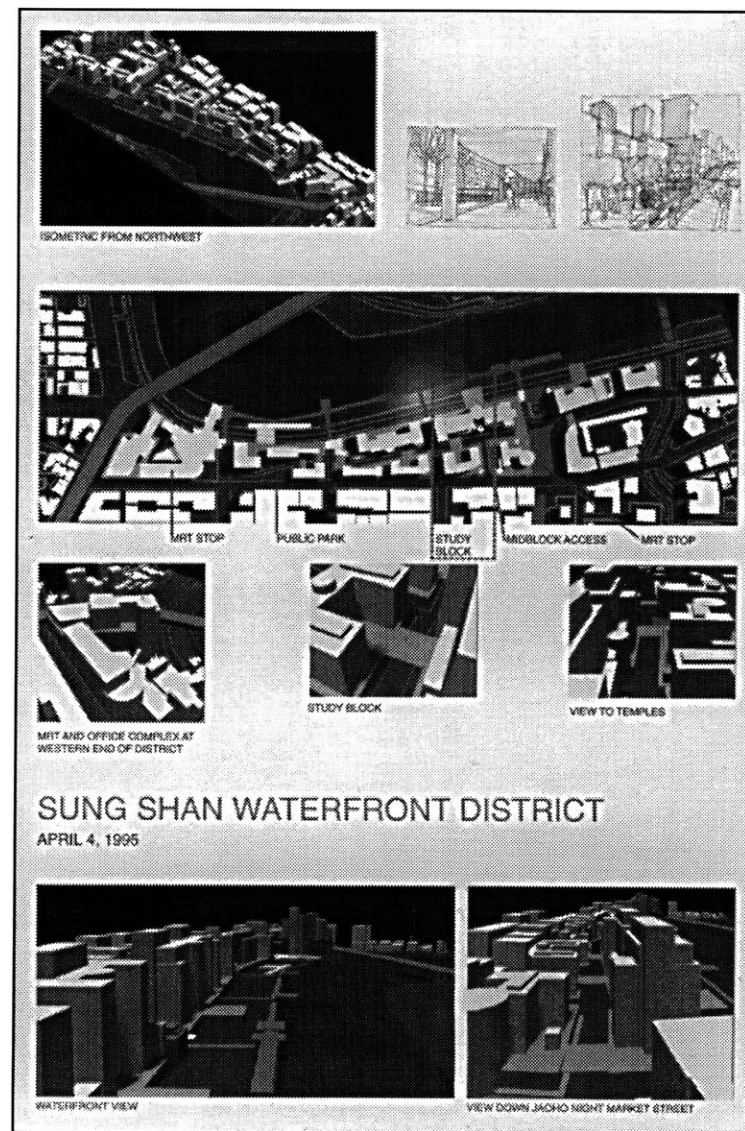 ISOMETRIC FROM NORTHWEST
MRT STOP
PUBLIC PARK
STUDY
BLOCK
MIDBLOCK ACCESS
MRT STOP
MRT AND OFFICE COMPLEX AT
WESTERN END OF DISTRICT
STUDY BLOCK
VIEW TO TEMPLES
SUNG SHAN WATERFRONT DISTRICT
APRIL 4, 1995
WATERFRONT VIEW
VIEW DOWN JAOHO NIGHT MARKET STREET